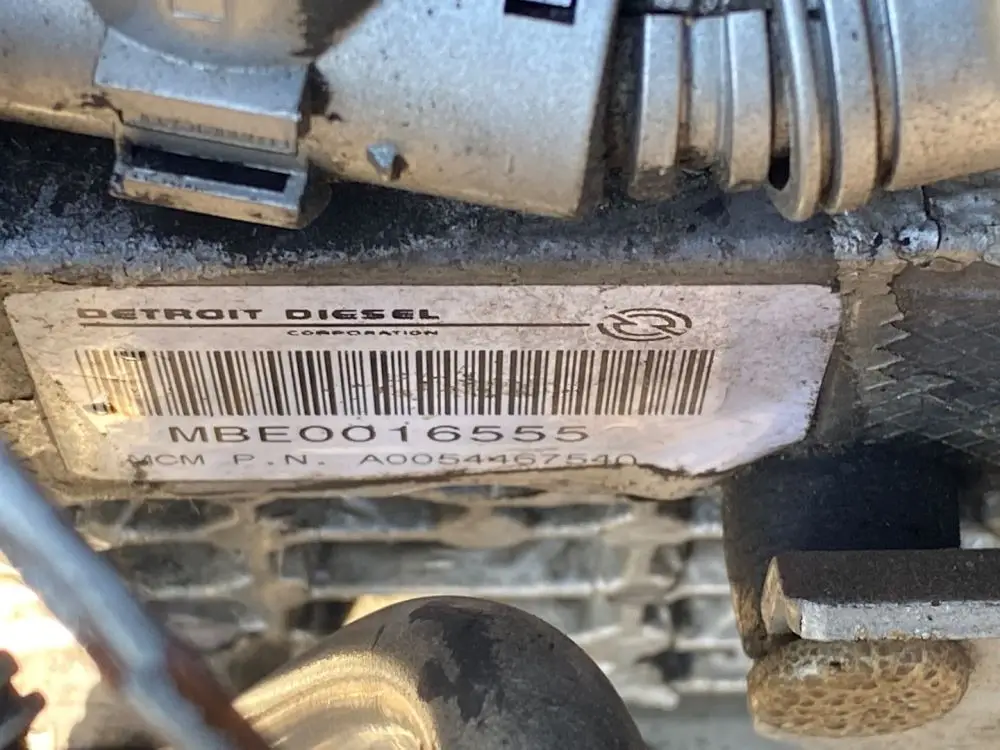 DETROIT DIESEL
CORPORATION
MBE0016555
MCM P.N. A0054467540